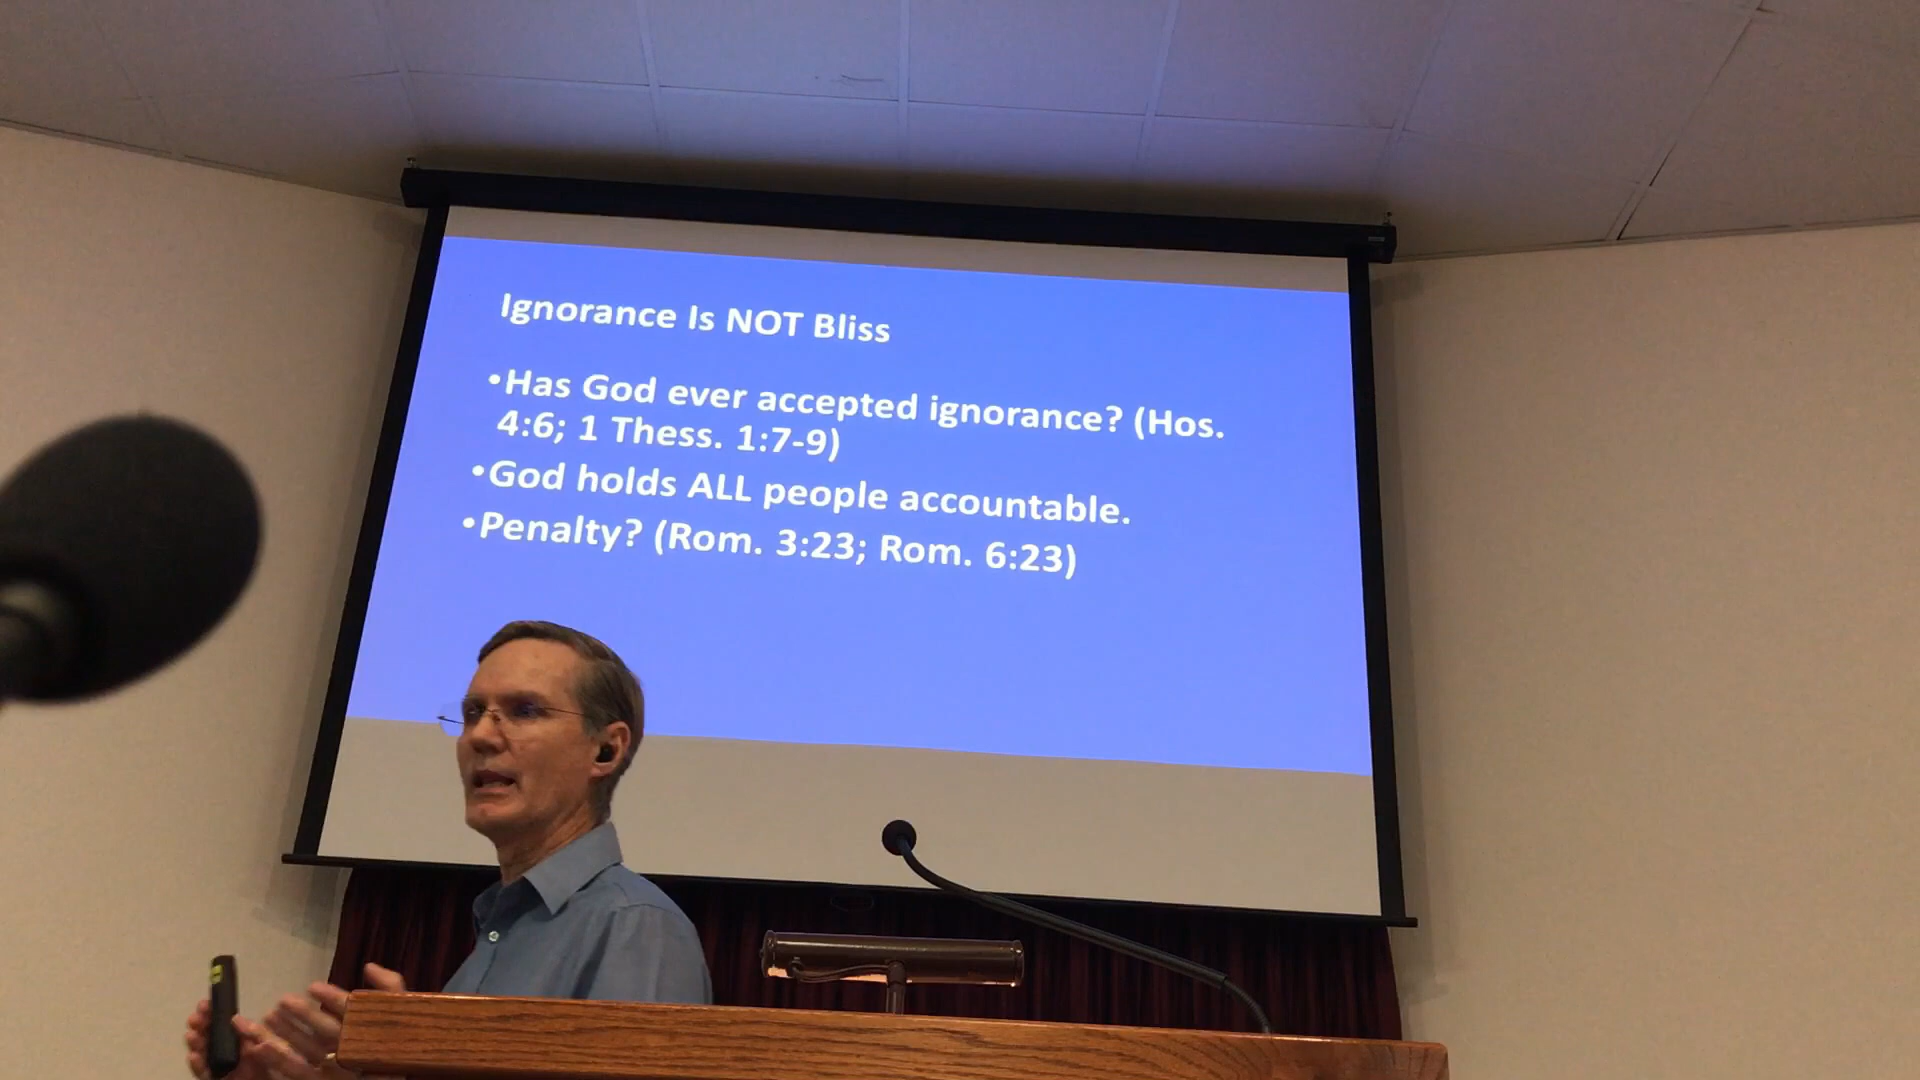 Ignorance Is NOT Bliss
•Has God ever accepted ignorance? (Hos.
4:6; 1 Thess. 1:7-9)
•God holds ALL people accountable.
•Penalty? (Rom. 3:23; Rom. 6:23)